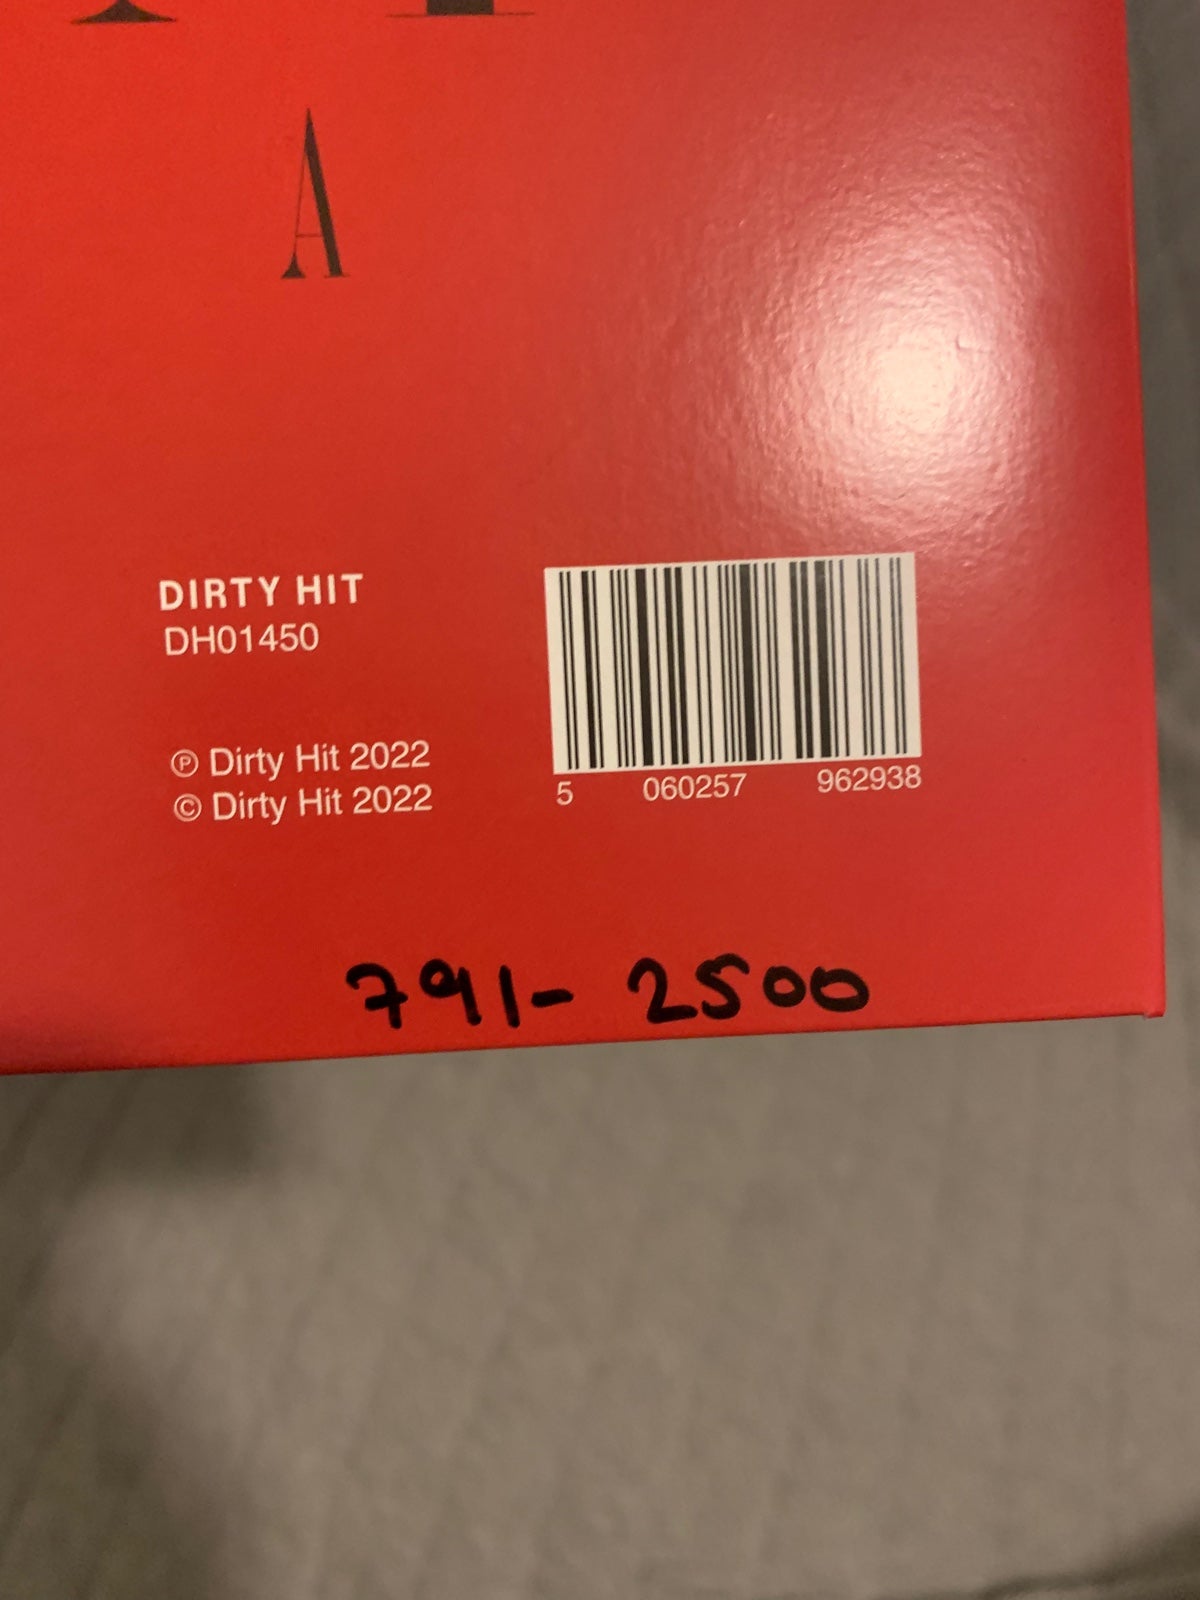 A
DIRTY HIT
DH01450
℗ Dirty Hit 2022
© Dirty Hit 2022
5 060257 962938
791- 2500